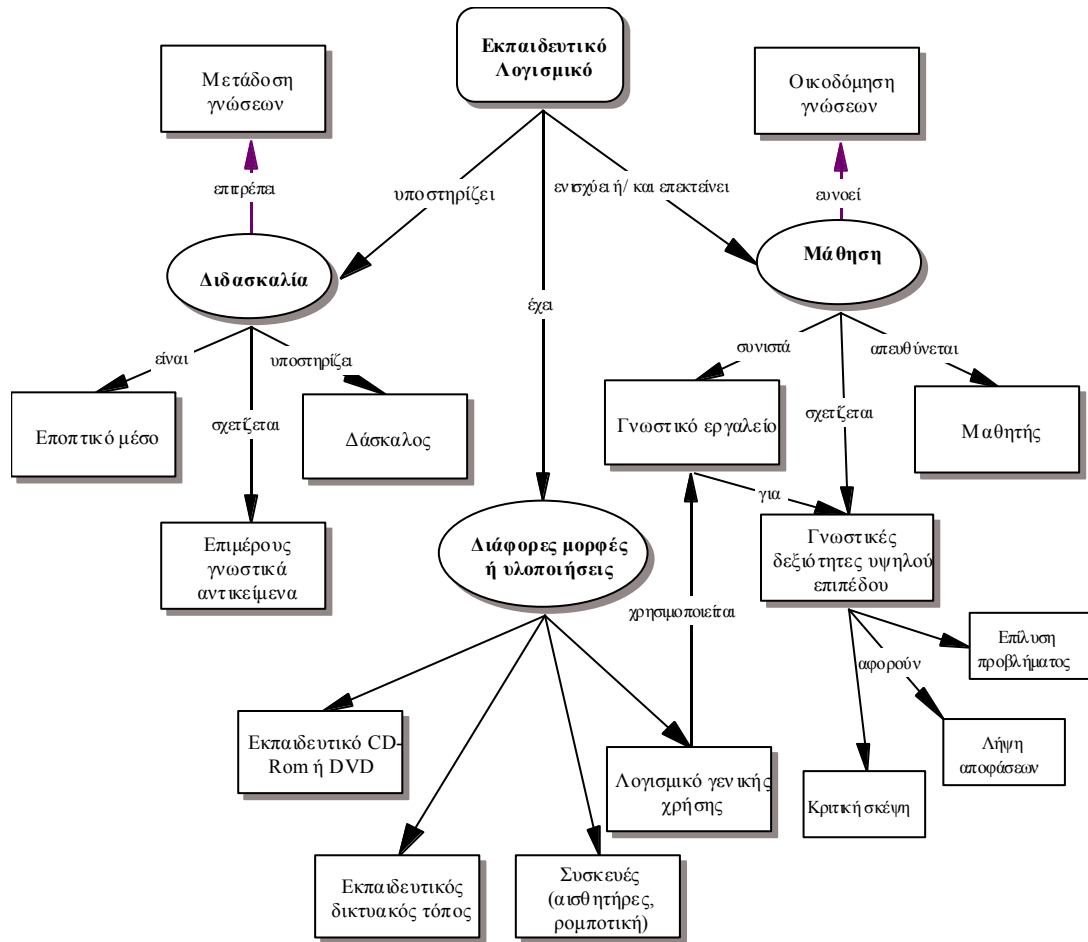 Εκπαιδευτικό
Λογισμικό
Μετάδοση
γνώσεων
Οικοδόμηση
γνώσεων
επιτρέπει
υποστηρίζει
ενισχύει ή/ και επεκτείνει
ευνοεί
Διδασκαλία
Μάθηση
έχει
είναι
υποστηρίζει
συνιστά
απευθύνεται
σχετίζεται
σχετίζεται
Εποπτικό μέσο
Δάσκαλος
Γνωστικό εργαλείο
Μαθητής
για
Επιμέρους
γνωστικά
αντικείμενα
Διάφορες μορφές
ή υλοποιήσεις
Γνωστικές
δεξιότητες υψηλού
επιπέδου
χρησιμοποιείται
αφορούν
Επίλυση
προβλήματος
Εκπαιδευτικό CD-
Rom ή DVD
Λογισμικό γενικής
χρήσης
Λήψη
αποφάσεων
Κριτική σκέψη
Εκπαιδευτικός
δικτυακός τόπος
Συσκευές
(αισθητήρες,
ρομποτική)